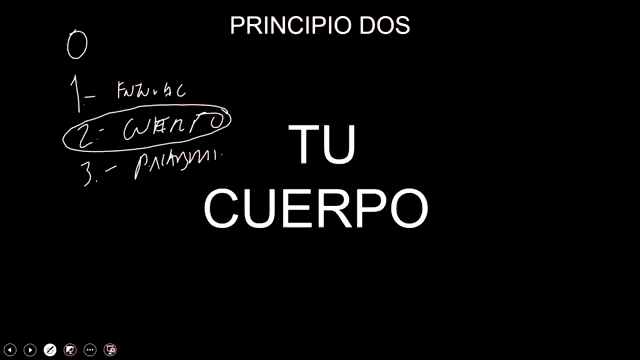 PRINCIPIO DOS
0
1.-
2.- CUERPO
3.-
TU
CUERPO